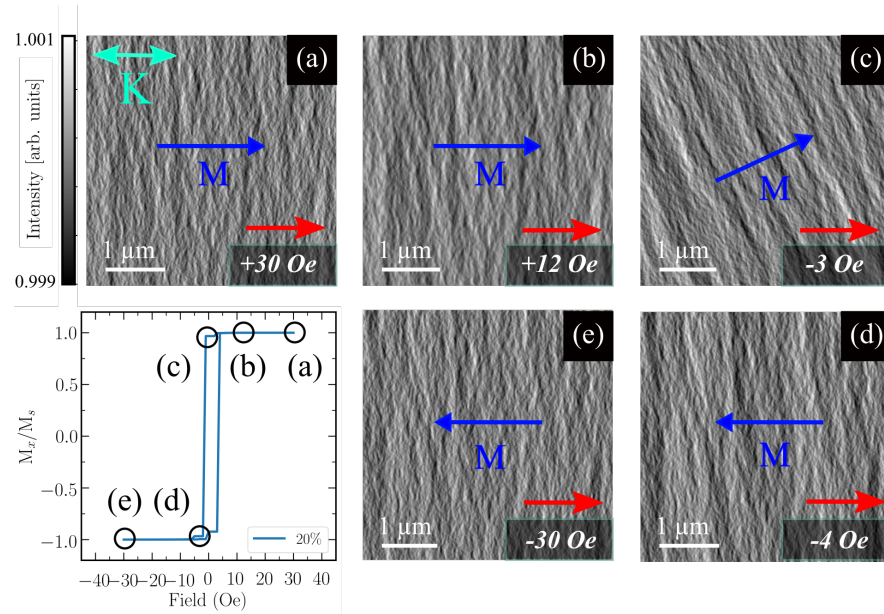 1.001
Intensity [arb. units]
0.999
(a)
K
M
1 μm
+30 Oe
(b)
M
1 μm
+12 Oe
(c)
M
1 μm
-3 Oe
1.0
0.5
0.0
−0.5
−1.0
Mx/Ms
(c)
(b)
(a)
(e)
(d)
20%
−40
−30
−20
−10
0
10
20
30
40
Field (Oe)
(e)
M
1 μm
-30 Oe
(d)
M
1 μm
-4 Oe